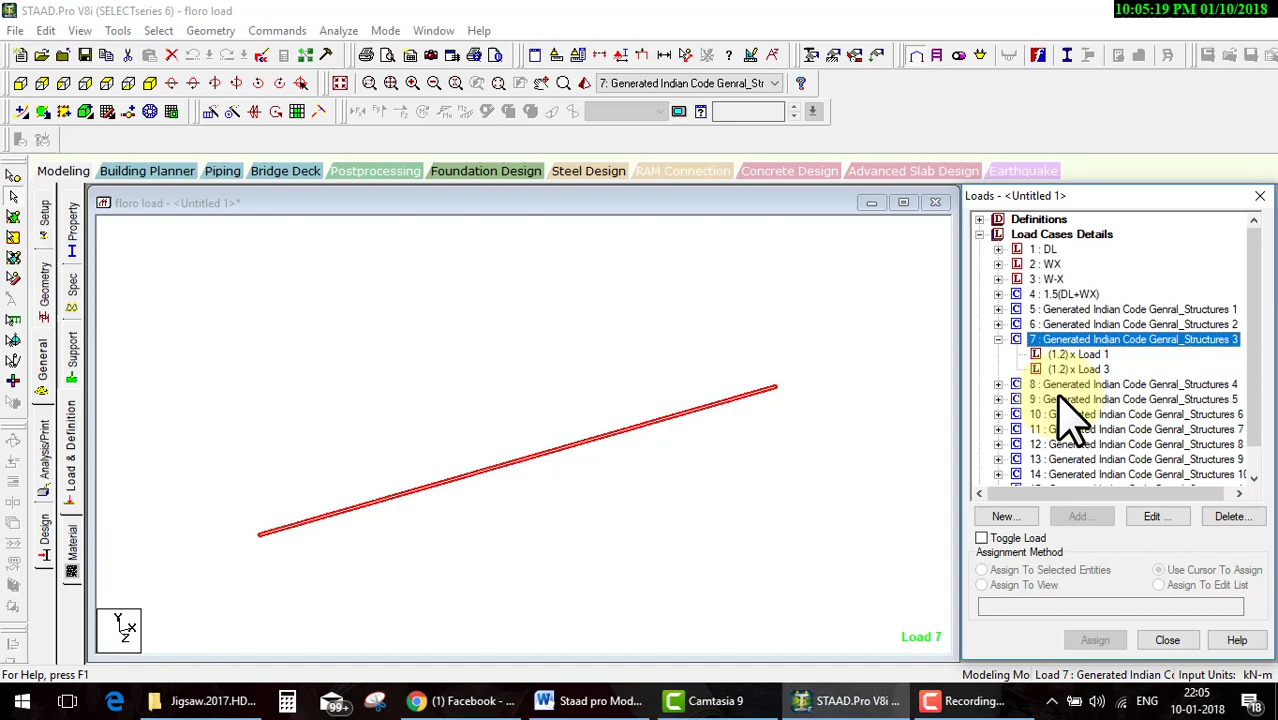 STAAD.Pro V8i (SELECTseries 6) - floro load
10:05:19 PM 01/10/2018
File Edit View Tools Select Geometry Commands Analyze Mode Window Help
7: Generated Indian Code Genral_Struc
Modeling Building Planner Piping Bridge Deck Postprocessing Foundation Design Steel Design RAM Connection Concrete Design Advanced Slab Design Earthquake
Setup
Geometry
General
Analysis/Print
Design
Property
Spec
Support
Load & Definition
Material
floro load - <Untitled 1>*
Y
X
Z
Load 7
Loads - <Untitled 1>
Definitions
Load Cases Details
1 : DL
2 : WX
3 : W-X
4 : 1.5(DL+WX)
5 : Generated Indian Code Genral_Structures 1
6 : Generated Indian Code Genral_Structures 2
7 : Generated Indian Code Genral_Structures 3
(1.2) x Load 1
(1.2) x Load 3
8 : Generated Indian Code Genral_Structures 4
9 : Generated Indian Code Genral_Structures 5
10 : Generated Indian Code Genral_Structures 6
11 : Generated Indian Code Genral_Structures 7
12 : Generated Indian Code Genral_Structures 8
13 : Generated Indian Code Genral_Structures 9
14 : Generated Indian Code Genral_Structures 10
New... Add... Edit ... Delete...
Toggle Load
Assignment Method
Assign To Selected Entities Use Cursor To Assign
Assign To View Assign To Edit List
Assign Close Help
For Help, press F1
Modeling Mo Load 7 : Generated Indian Cc Input Units: kN-m
Jigsaw.2017.HD... 99+ (1) Facebook - ... Staad pro Mod... Camtasia 9 STAAD.Pro V8i ... Recording... ENG 22:05
10-01-2018 18